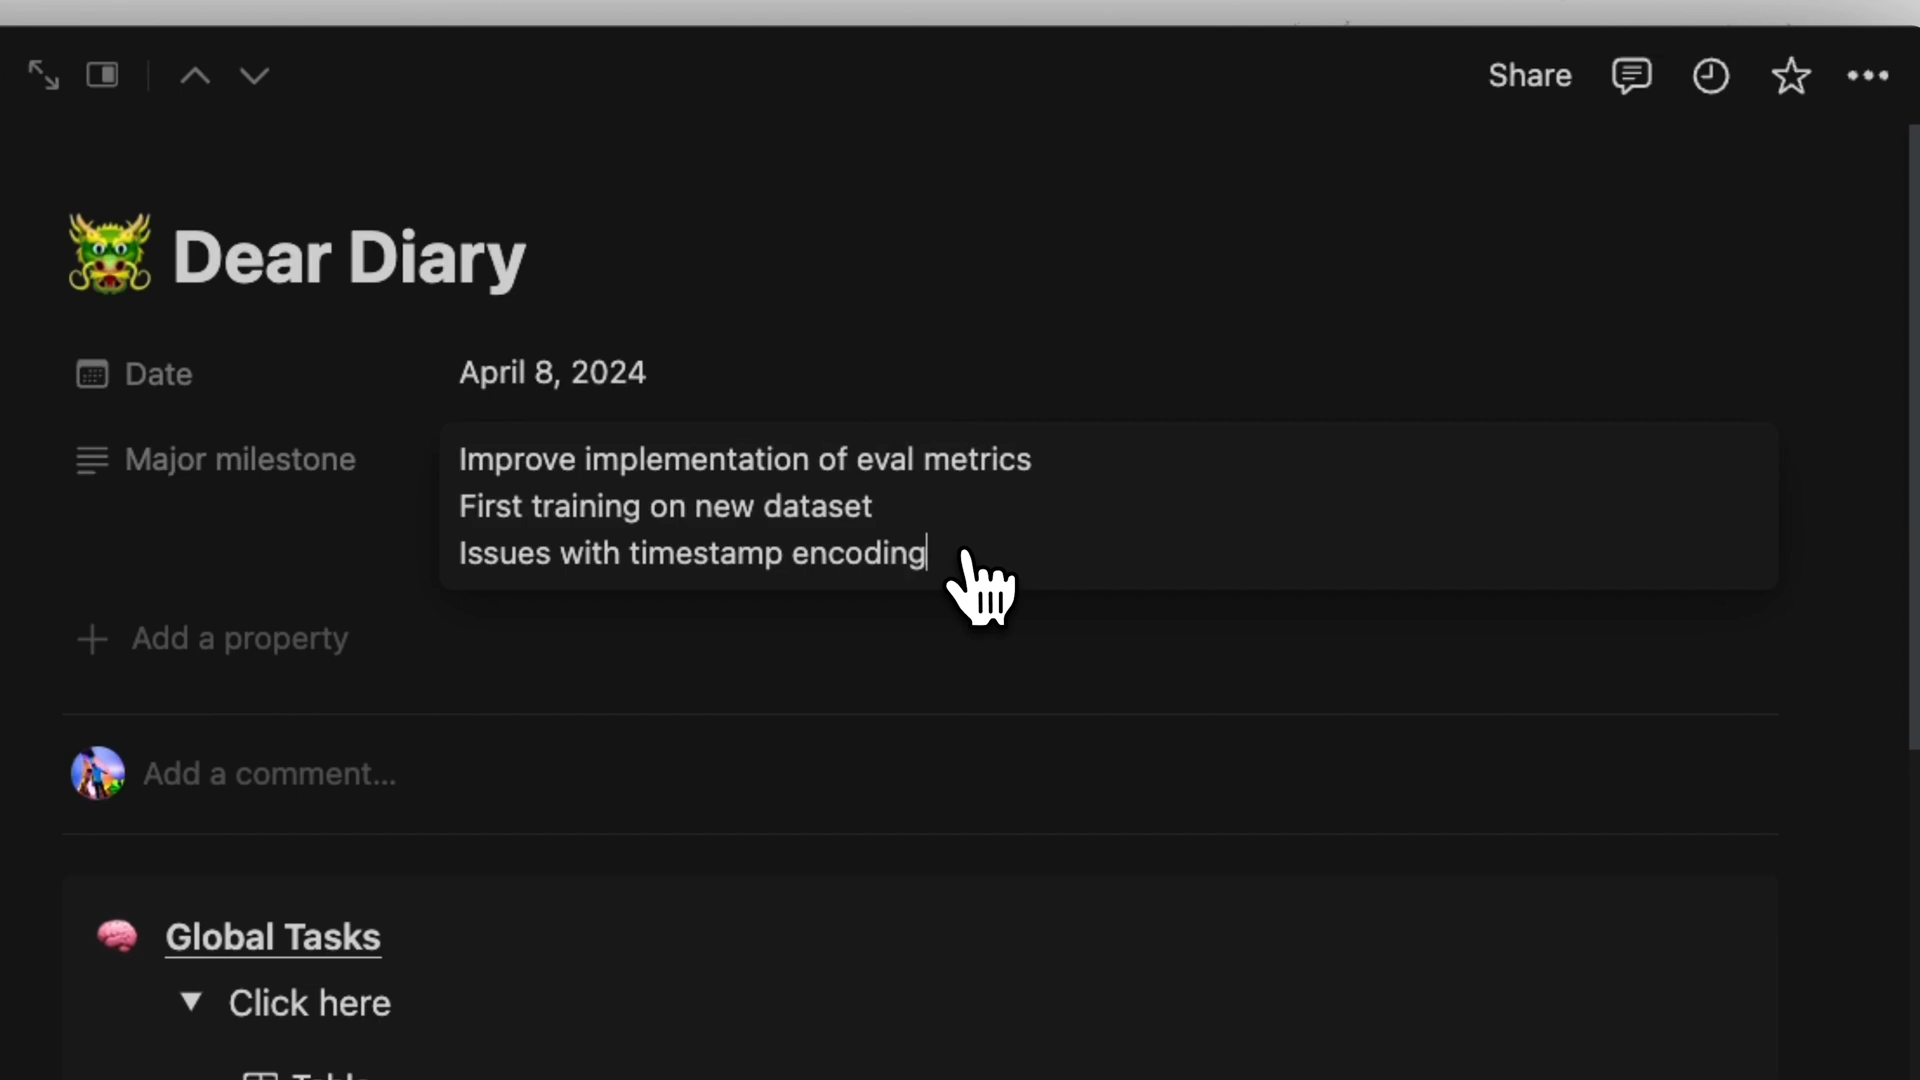 Share
Dear Diary
Date
April 8, 2024
Major milestone
Improve implementation of eval metrics
First training on new dataset
Issues with timestamp encoding
Add a property
Add a comment...
Global Tasks
Click here